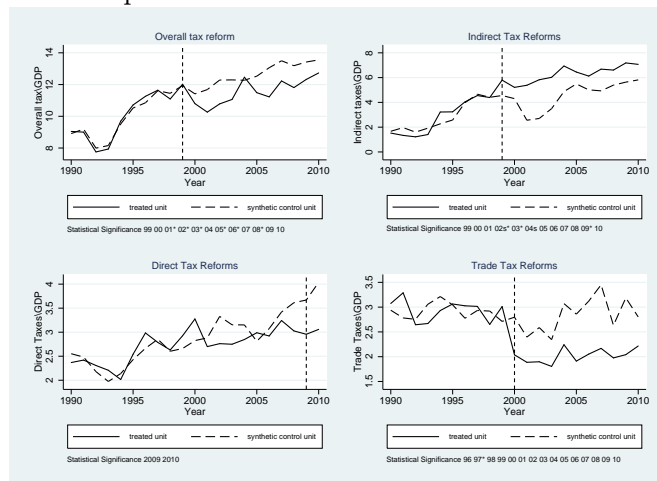 Overall tax reform
Overall tax\GDP
14
12
10
8
1990 1995 2000 2005 2010
Year
treated unit synthetic control unit
Statistical Significance 99 00 01* 02* 03* 04 05* 06* 07 08* 09 10
Indirect Tax Reforms
Indirect taxes\GDP
8
6
4
2
0
1990 1995 2000 2005 2010
Year
treated unit synthetic control unit
Statistical Significance 99 00 01 02s* 03* 04s 05 06 07 08 09* 10
Direct Tax Reforms
Direct Taxes\GDP
4
3.5
3
2.5
2
1990 1995 2000 2005 2010
Year
treated unit synthetic control unit
Statistical Significance 2009 2010
Trade Tax Reforms
Trade Taxes\GDP
3.5
3
2.5
2
1.5
1990 1995 2000 2005 2010
Year
treated unit synthetic control unit
Statistical Significance 96 97* 98 99 00 01 02 03 04 05 06 07 08 09 10